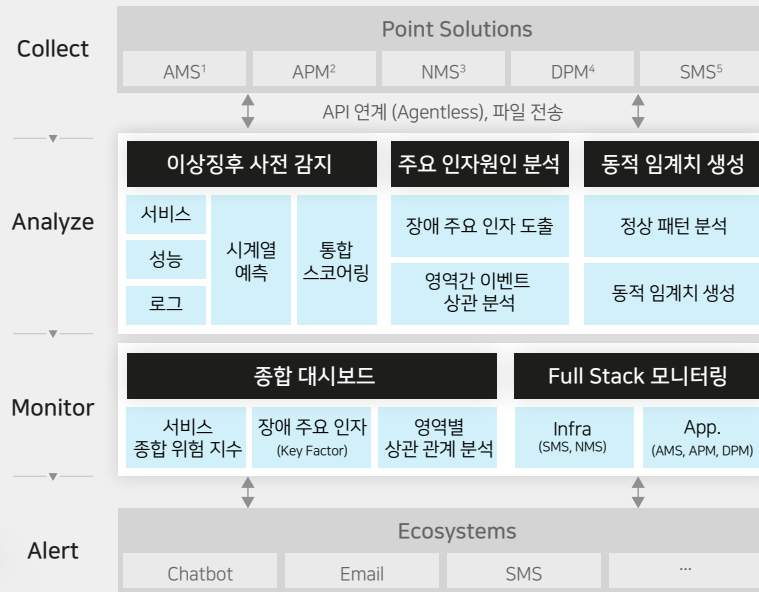 Collect
Point Solutions
AMS¹ APM² NMS³ DPM⁴ SMS⁵
API 연계 (Agentless), 파일 전송
Analyze
이상징후 사전 감지
서비스
성능
로그
시계열
예측
통합
스코어링
주요 인자원인 분석
장애 주요 인자 도출
영역간 이벤트
상관 분석
동적 임계치 생성
정상 패턴 분석
동적 임계치 생성
Monitor
종합 대시보드
서비스
종합 위험 지수
장애 주요 인자
(Key Factor)
영역별
상관 관계 분석
Full Stack 모니터링
Infra
(SMS, NMS)
App.
(AMS, APM, DPM)
Alert
Ecosystems
Chatbot Email SMS ...